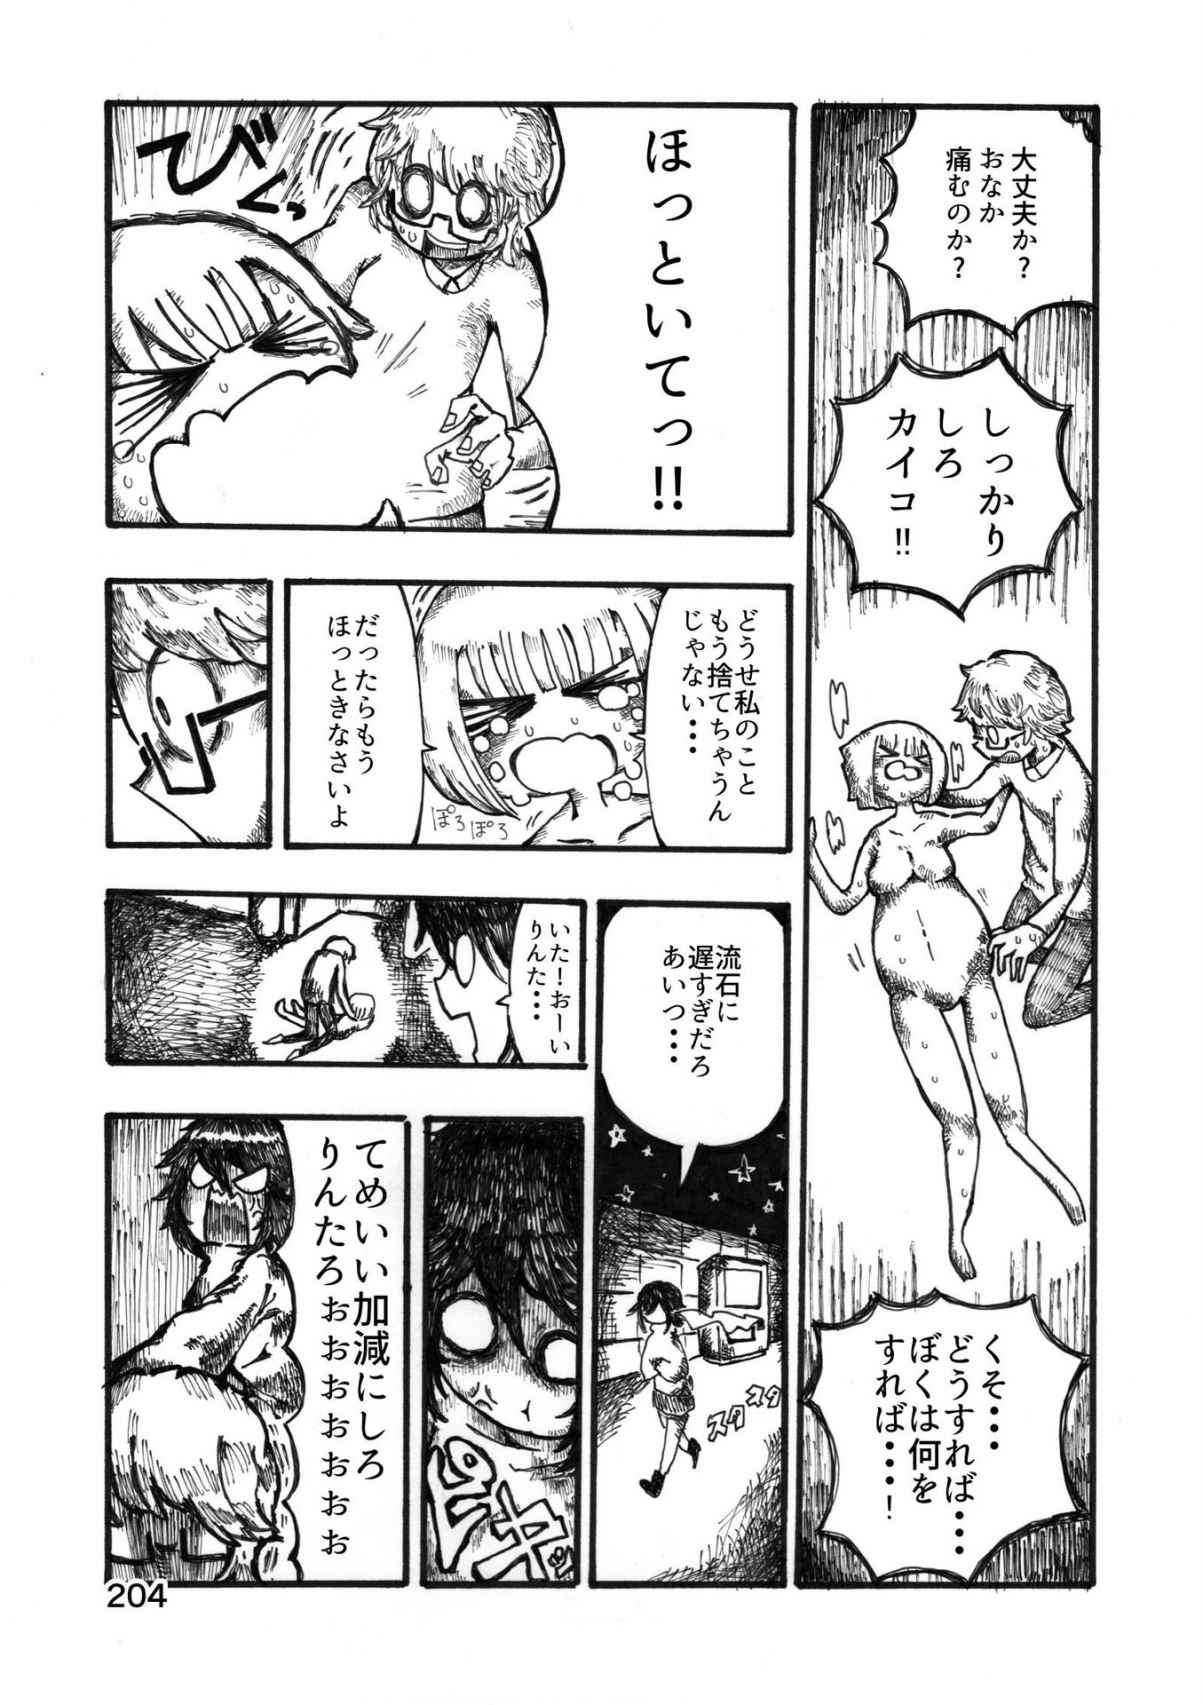 大丈夫か?
おなか
痛むのか?
しっかり
しろ
カイコ!!
くそ・・・
どうすれば・・・
ぼくは何を
すれば・・・・!
ほっといてっ!!
びくっ
どうせ私のこと
もう捨てちゃうん
じゃない・・・
ぽろ
ぽろ
だったらもう
ほっときなさいよ
流石に
遅すぎだろ
あいつ・・・
スタ
スタ
いた!おーい
りんた・・・
てめいい加減にしろ
りんたろぉぉぉぉぉぉ
204